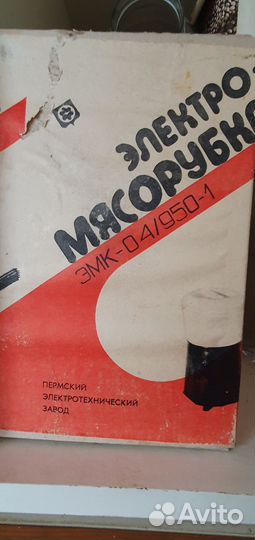 ЭЛЕКТРО-
МЯСОРУБКА
ЭМК-04/950-1
ПЕРМСКИЙ
ЭЛЕКТРОТЕХНИЧЕСКИЙ
ЗАВОД
Avito